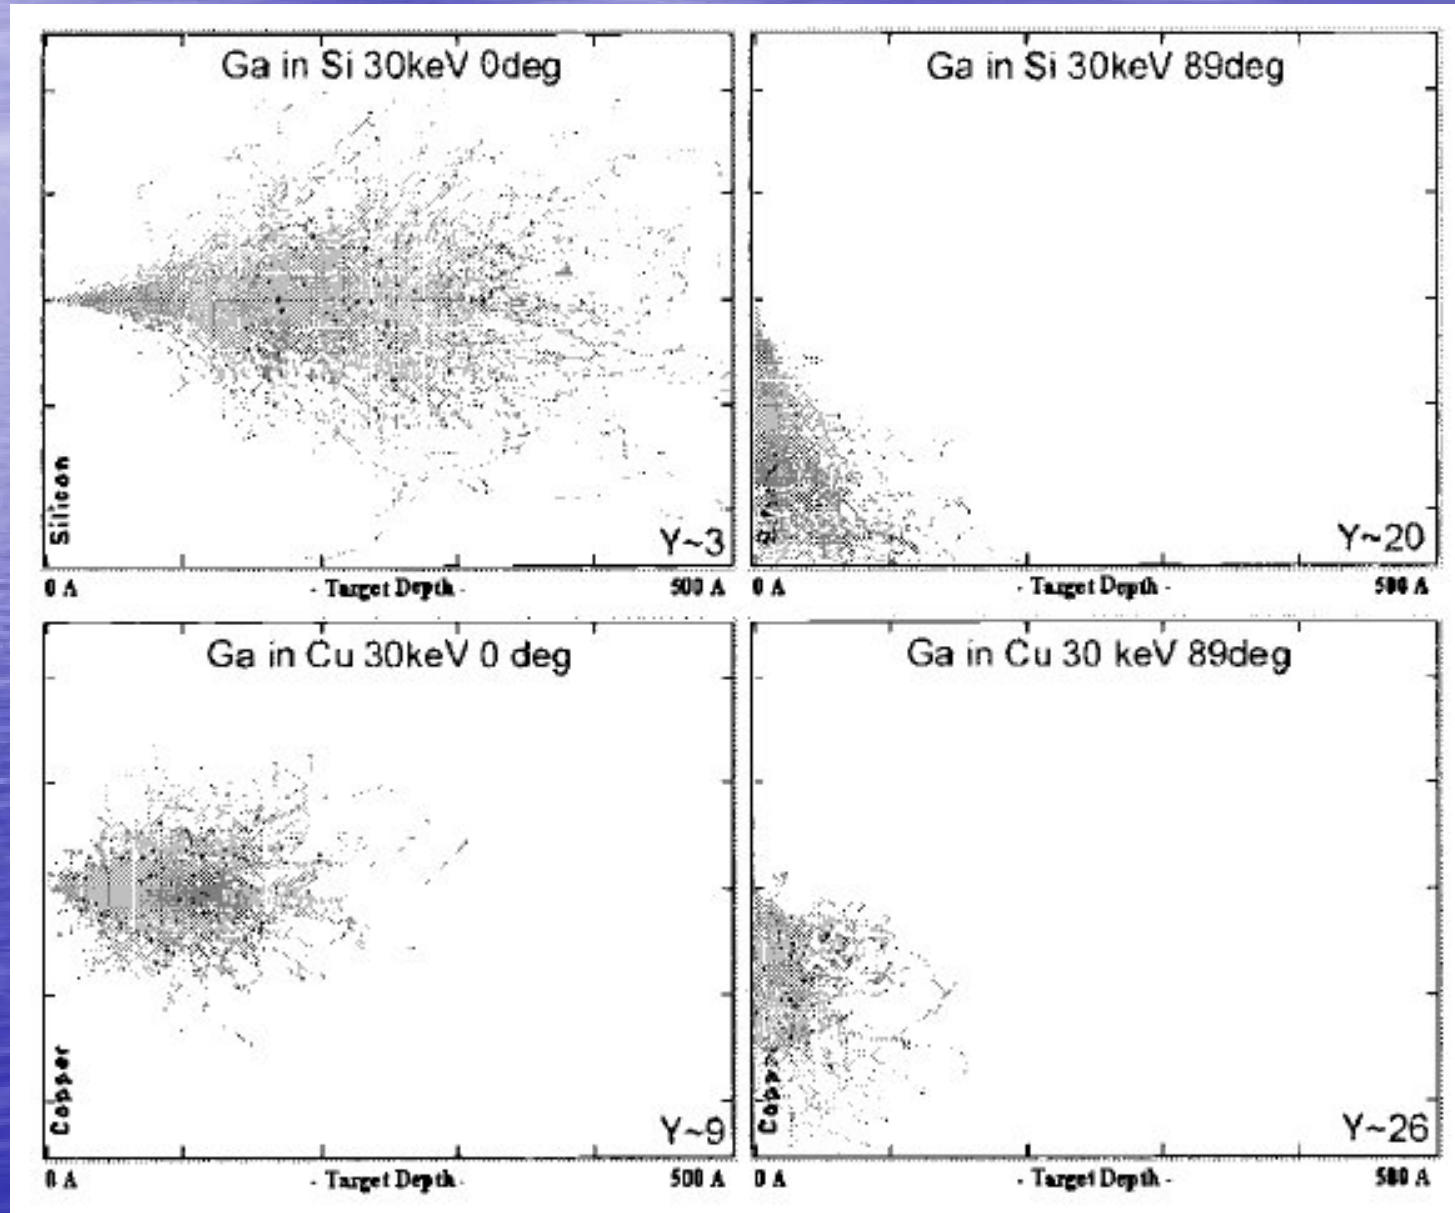 Ga in Si 30keV 0deg
Silicon
Y~3
0 A
- Target Depth -
500 A
Ga in Si 30keV 89deg
Y~20
0 A
- Target Depth -
500 A
Ga in Cu 30keV 0 deg
Copper
Y~9
0 A
- Target Depth -
500 A
Ga in Cu 30 keV 89deg
Copper
Y~26
0 A
- Target Depth -
500 A